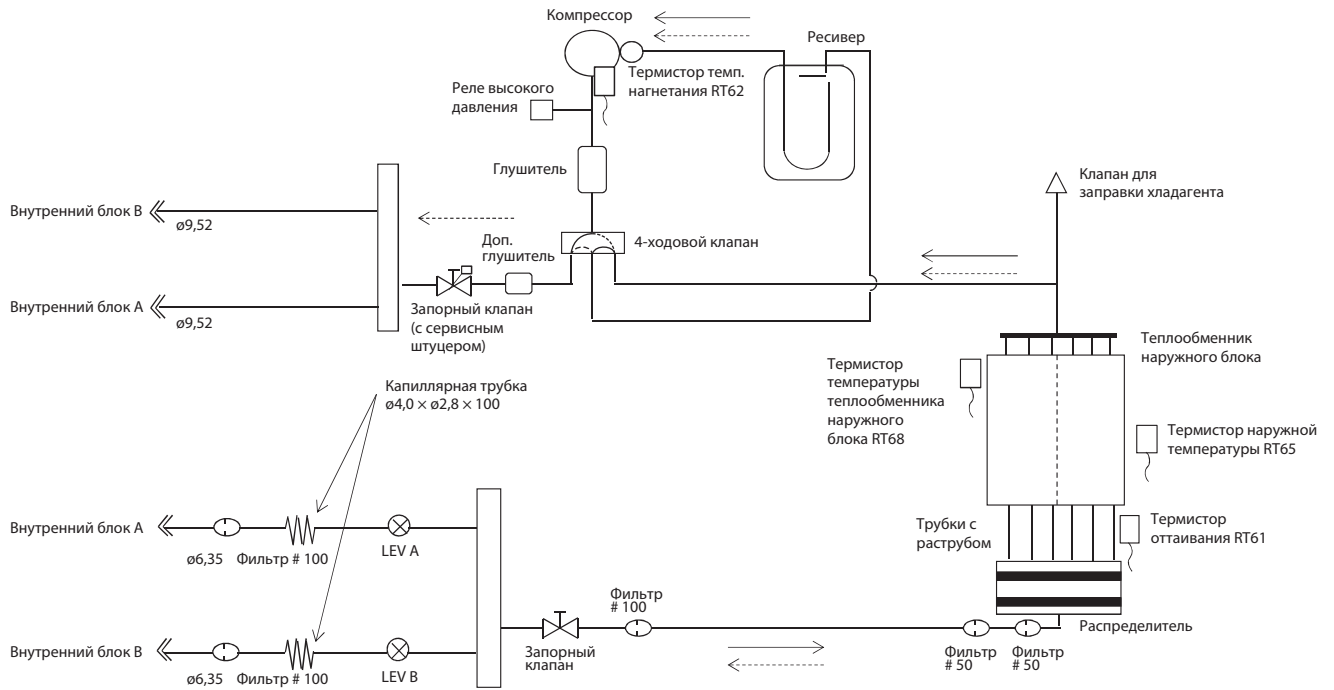 Компрессор
Ресивер
Термистор темп.
нагнетания RT62
Реле высокого
давления
Глушитель
Клапан для
заправки хладагента
Внутренний блок В
ø9,52
Доп.
глушитель
4-ходовой клапан
Внутренний блок А
ø9,52
Запорный клапан
(с сервисным
штуцером)
Теплообменник
наружного блока
Термистор
температуры
теплообменника
наружного
блока RT68
Капиллярная трубка
ø4,0 × ø2,8 × 100
Термистор наружной
температуры RT65
Внутренний блок А
ø6,35
Фильтр # 100
LEV A
Трубки с
раструбом
Термистор
оттаивания RT61
Фильтр
# 100
Распределитель
Внутренний блок В
ø6,35
Фильтр # 100
LEV B
Запорный
клапан
Фильтр
# 50
Фильтр
# 50